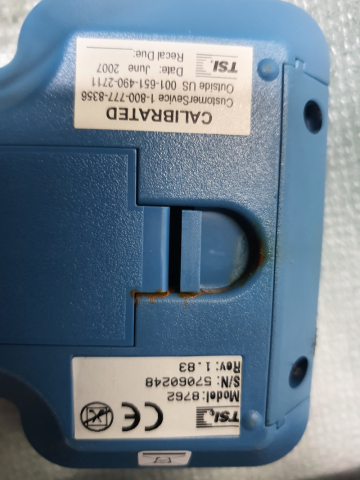 TSI
Model:8762
S/N: 57060248
Rev: 1.83
CE
CALIBRATED
CustomerService 1-800-777-8356
Outside US 001-651-490-2711
TSI
Date: June 2007
Recal Due: